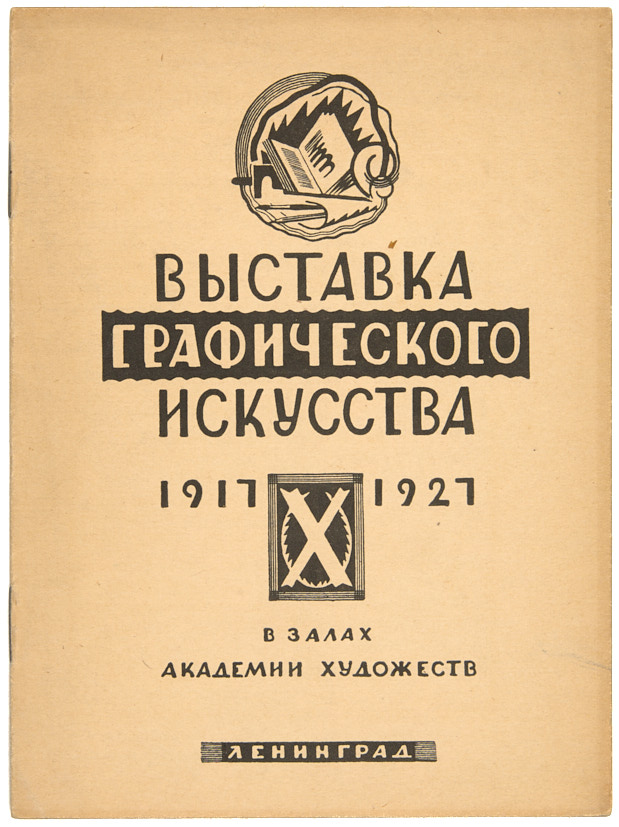 ВЫСТАВКА
ГРАФИЧЕСКОГО
ИСКУССТВА
1917 X 1927
В ЗАЛАХ
АКАДЕМИИ ХУДОЖЕСТВ
ЛЕНИНГРАД